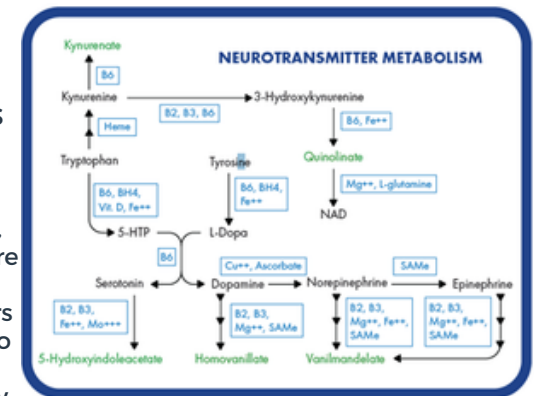 Kynurenate
NEUROTRANSMITTER METABOLISM
B6
Kynurenine
3-Hydroxykynurenine
B2, B3, B6
B6, Fe++
Heme
Tryptophan
Tyrosine
Quinolinate
B6, BH4,
Vit. D, Fe++
B6, BH4,
Fe++
Mg++, L-glutamine
NAD
5-HTP
L-Dopa
B6
Cu++, Ascorbate
SAMe
Serotonin
Dopamine
Norepinephrine
Epinephrine
B2, B3,
Fe++, Mo+++
B2, B3,
Mg++, SAMe
B2, B3,
Mg++, Fe++,
SAMe
B2, B3,
Mg++, Fe++,
SAMe
5-Hydroxyindoleacetate
Homovanillate
Vanilmandelate